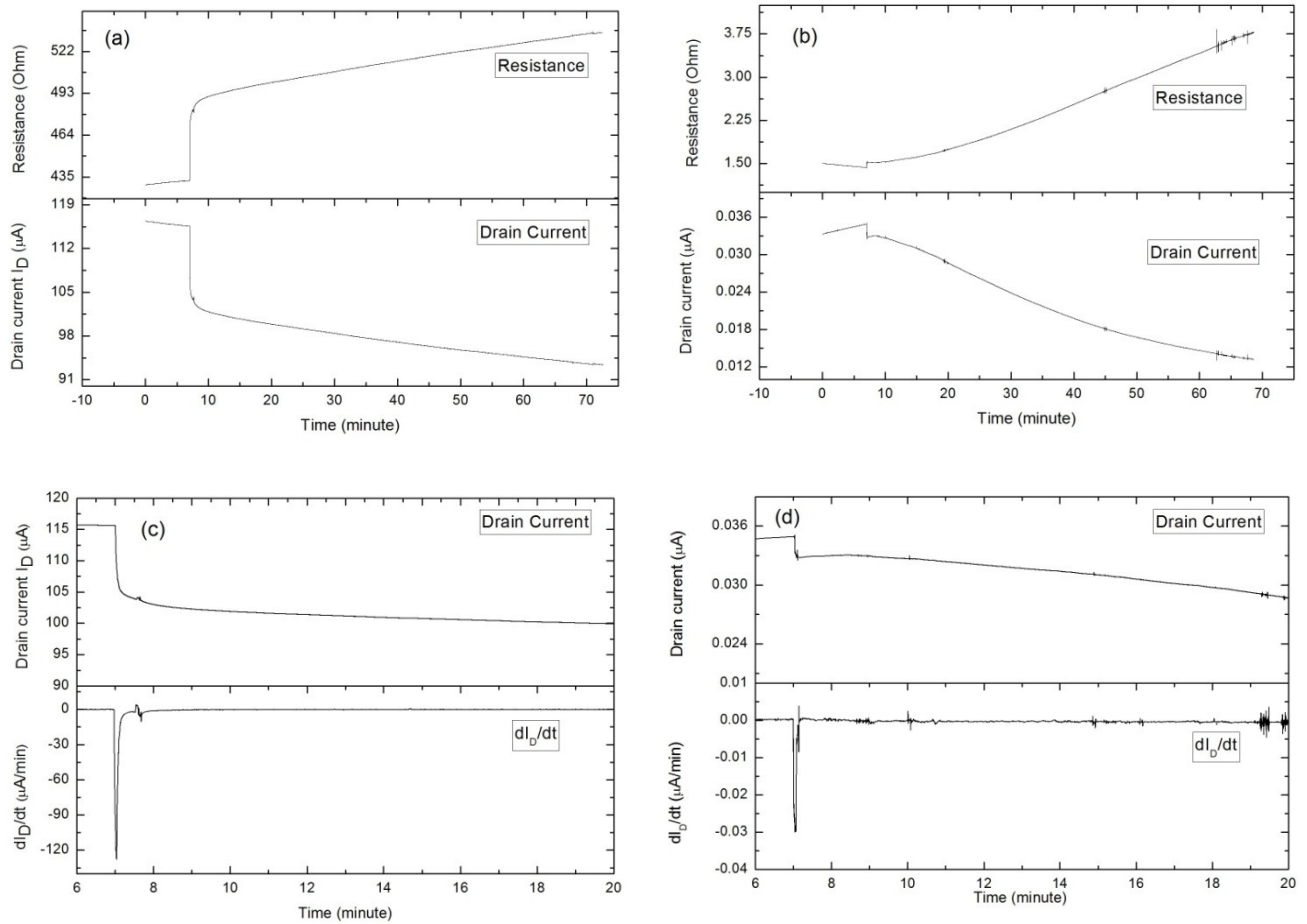 (a)
Resistance
Resistance (Ohm)
522
493
464
435
Drain Current
Drain current I_D (μA)
119
112
105
98
91
-10 0 10 20 30 40 50 60 70
Time (minute)
(b)
Resistance
Resistance (Ohm)
3.75
3.00
2.25
1.50
Drain Current
Drain current (μA)
0.036
0.030
0.024
0.018
0.012
-10 0 10 20 30 40 50 60 70
Time (minute)
(c)
Drain Current
Drain current I_D (μA)
120
115
110
105
100
95
90
dI_D/dt
dI_D/dt (μA/min)
0
-30
-60
-90
-120
6 8 10 12 14 16 18 20
Time (minute)
(d)
Drain Current
Drain current (μA)
0.036
0.030
0.024
0.01
dI_D/dt
dI_D/dt (μA/min)
0.00
-0.01
-0.02
-0.03
-0.04
6 8 10 12 14 16 18 20
Time (minute)